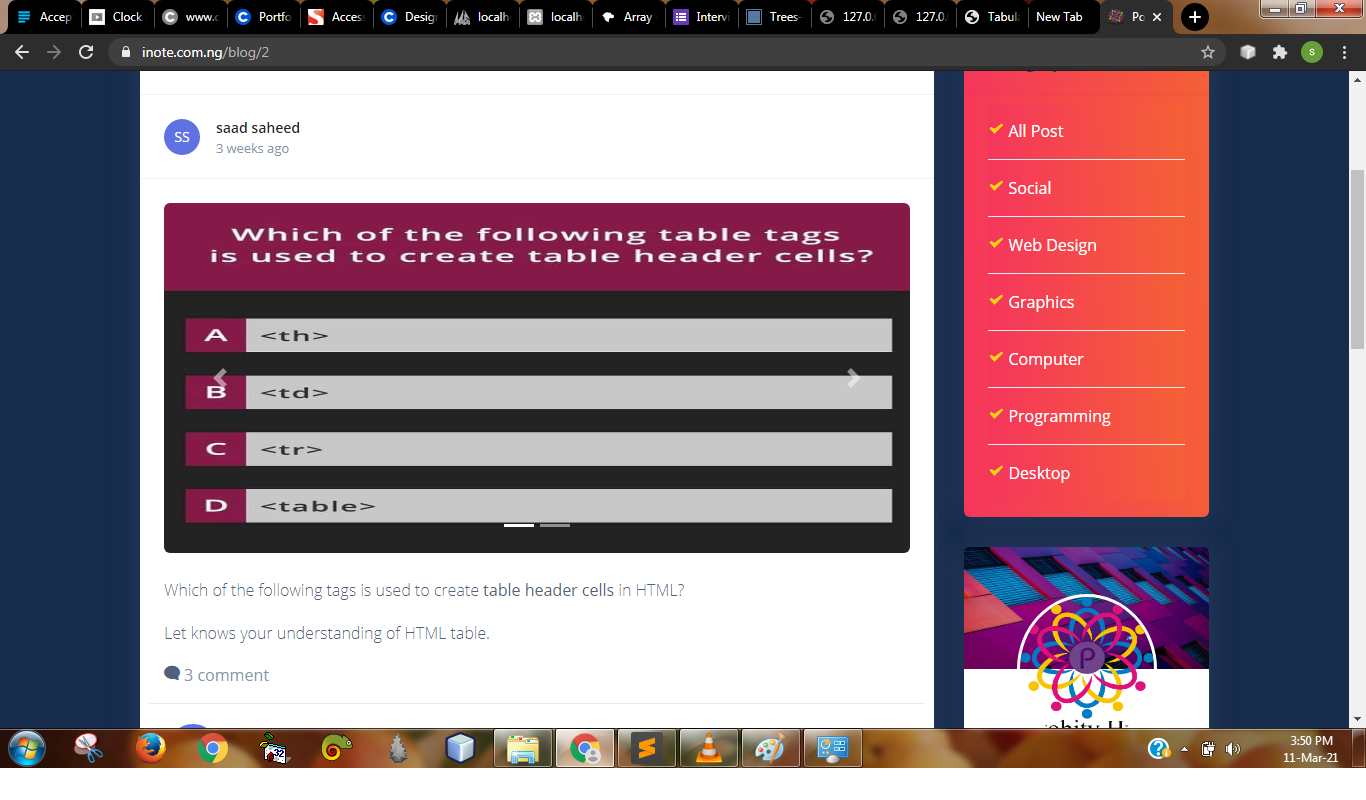 Accep
Clock
www.c
Portfo
Acces
Design
localh
localh
Array
Intervi
Trees-
127.0.
127.0.
Tabula
New Tab
Po
inote.com.ng/blog/2
s
SS
saad saheed
3 weeks ago
Which of the following table tags
is used to create table header cells?
A <th>
B <td>
C <tr>
D <table>
Which of the following tags is used to create table header cells in HTML?
Let knows your understanding of HTML table.
3 comment
All Post
Social
Web Design
Graphics
Computer
Programming
Desktop
P
32
3:50 PM
11-Mar-21